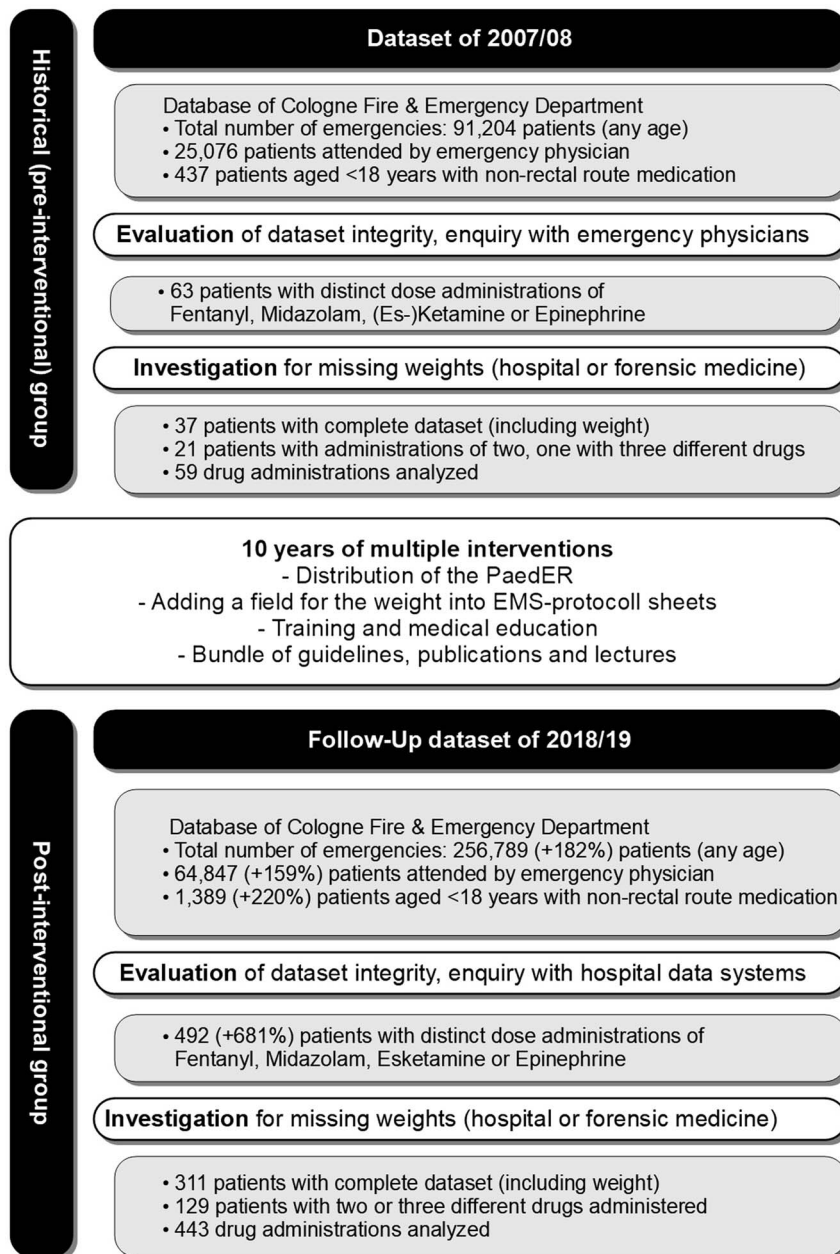 Historical (pre-interventional) group
Dataset of 2007/08
Database of Cologne Fire & Emergency Department
• Total number of emergencies: 91,204 patients (any age)
• 25,076 patients attended by emergency physician
• 437 patients aged <18 years with non-rectal route medication
Evaluation of dataset integrity, enquiry with emergency physicians
• 63 patients with distinct dose administrations of
Fentanyl, Midazolam, (Es-)Ketamine or Epinephrine
Investigation for missing weights (hospital or forensic medicine)
• 37 patients with complete dataset (including weight)
• 21 patients with administrations of two, one with three different drugs
• 59 drug administrations analyzed
10 years of multiple interventions
- Distribution of the PaedER
- Adding a field for the weight into EMS-protocoll sheets
- Training and medical education
- Bundle of guidelines, publications and lectures
Post-interventional group
Follow-Up dataset of 2018/19
Database of Cologne Fire & Emergency Department
• Total number of emergencies: 256,789 (+182%) patients (any age)
• 64,847 (+159%) patients attended by emergency physician
• 1,389 (+220%) patients aged <18 years with non-rectal route medication
Evaluation of dataset integrity, enquiry with hospital data systems
• 492 (+681%) patients with distinct dose administrations of
Fentanyl, Midazolam, Esketamine or Epinephrine
Investigation for missing weights (hospital or forensic medicine)
• 311 patients with complete dataset (including weight)
• 129 patients with two or three different drugs administered
• 443 drug administrations analyzed